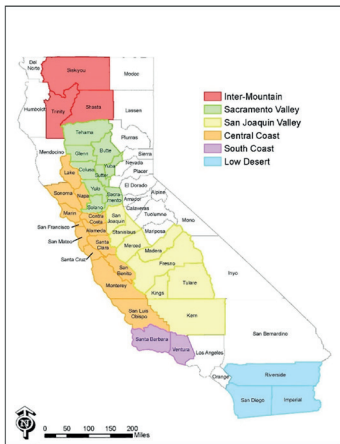 Del
Norte
Siskiyou
Modoc
Humboldt
Trinity
Shasta
Lassen
Tehama
Plumas
Mendocino
Glenn
Butte
Sierra
Nevada
Placer
Lake
Colusa
Yuba
Sutter
El Dorado
Alpine
Sonoma
Napa
Yolo
Sacra
mento
Amador
Calaveras
Tuolumne
Mono
Marin
Solano
Contra
Costa
San
Joaquin
San Francisco
Alameda
Stanislaus
Mariposa
San Mateo
Santa
Clara
Merced
Madera
Santa Cruz
San
Benito
Fresno
Inyo
Monterey
Kings
Tulare
San Luis
Obispo
Kern
San Bernardino
Santa Barbara
Ventura
Los Angeles
Orange
Riverside
San Diego
Imperial
Inter-Mountain
Sacramento Valley
San Joaquin Valley
Central Coast
South Coast
Low Desert
N
0
50
100
150
200
Miles